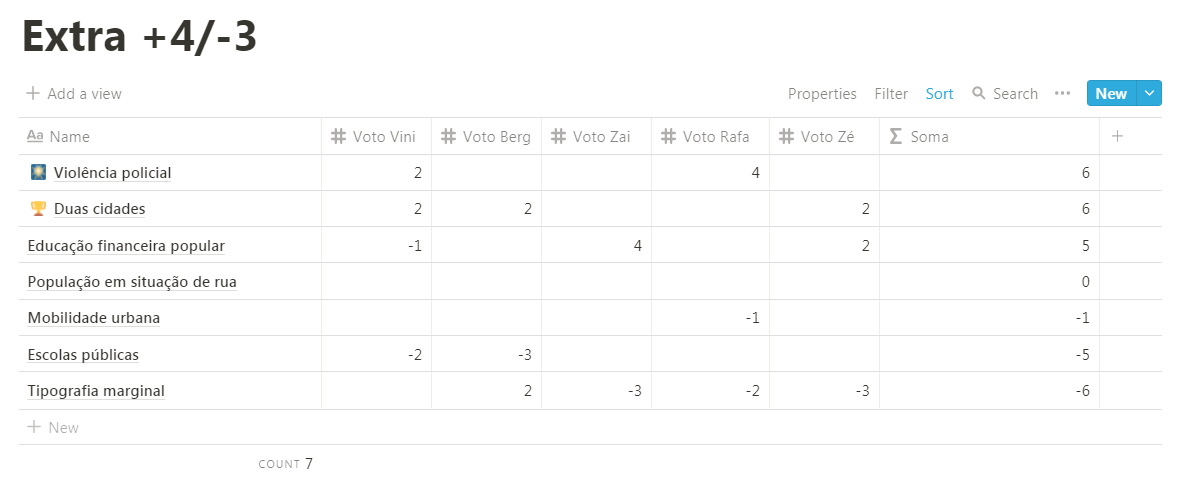 Extra +4/-3
Add a view Properties Filter Sort Search New
Aa Name Voto Vini Voto Berg Voto Zai Voto Rafa Voto Zé Σ Soma
Violência policial 2 4 6
Duas cidades 2 2 2 6
Educação financeira popular -1 4 2 5
População em situação de rua 0
Mobilidade urbana -1 -1
Escolas públicas -2 -3 -5
Tipografia marginal 2 -3 -2 -3 -6
New
COUNT 7